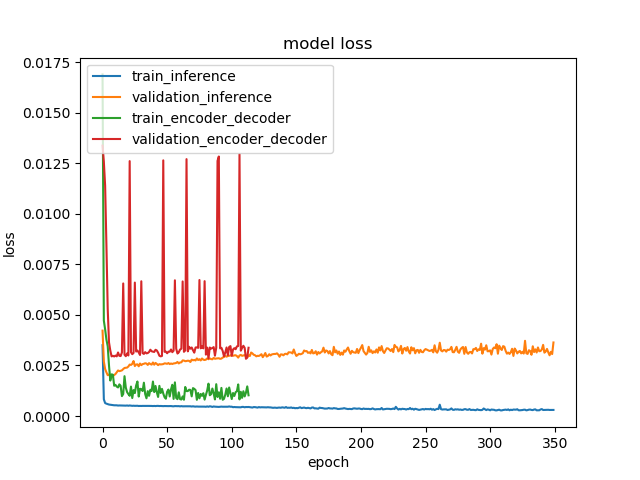 model loss
loss
0.0175
0.0150
0.0125
0.0100
0.0075
0.0050
0.0025
0.0000
train_inference
validation_inference
train_encoder_decoder
validation_encoder_decoder
0 50 100 150 200 250 300 350
epoch